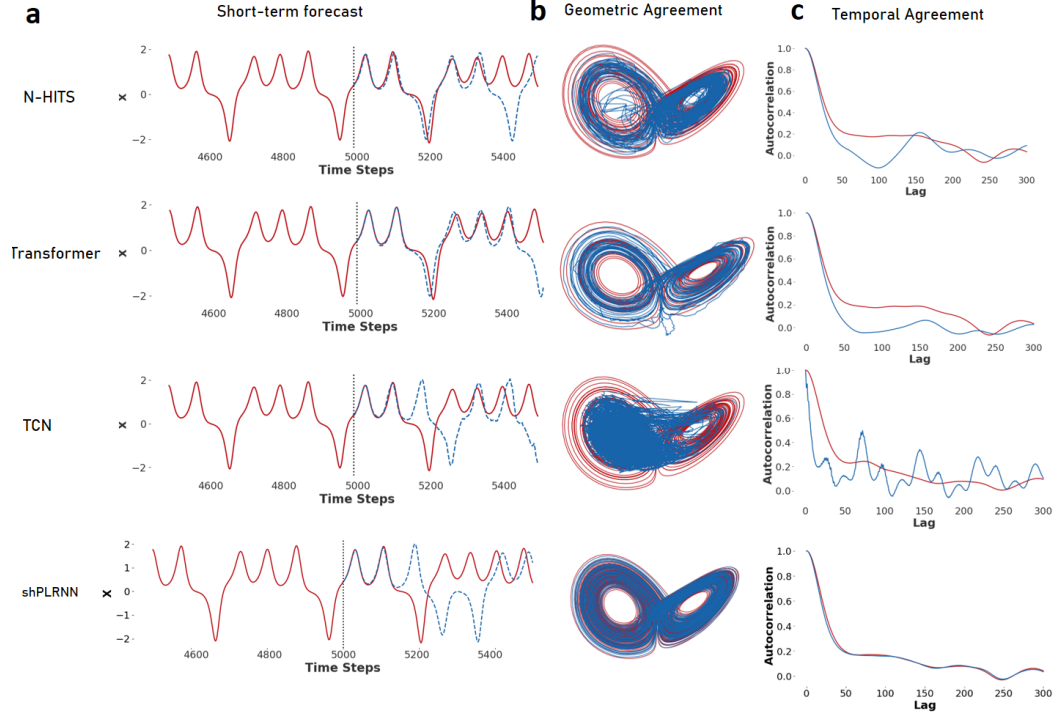 a
Short-term forecast
b
Geometric Agreement
c
Temporal Agreement
N-HITS
X
2
0
−2
4600 4800 5000 5200 5400
Time Steps
Autocorrelation
1.0
0.8
0.6
0.4
0.2
0.0
0 50 100 150 200 250 300
Lag
Transformer
X
2
0
−2
4600 4800 5000 5200 5400
Time Steps
Autocorrelation
1.0
0.8
0.6
0.4
0.2
0.0
0 50 100 150 200 250 300
Lag
TCN
X
2
0
−2
4600 4800 5000 5200 5400
Time Steps
Autocorrelation
1.0
0.8
0.6
0.4
0.2
0.0
0 50 100 150 200 250 300
Lag
shPLRNN
X
2
1
0
−1
−2
4600 4800 5000 5200 5400
Time Steps
Autocorrelation
1.0
0.8
0.6
0.4
0.2
0.0
0 50 100 150 200 250 300
Lag